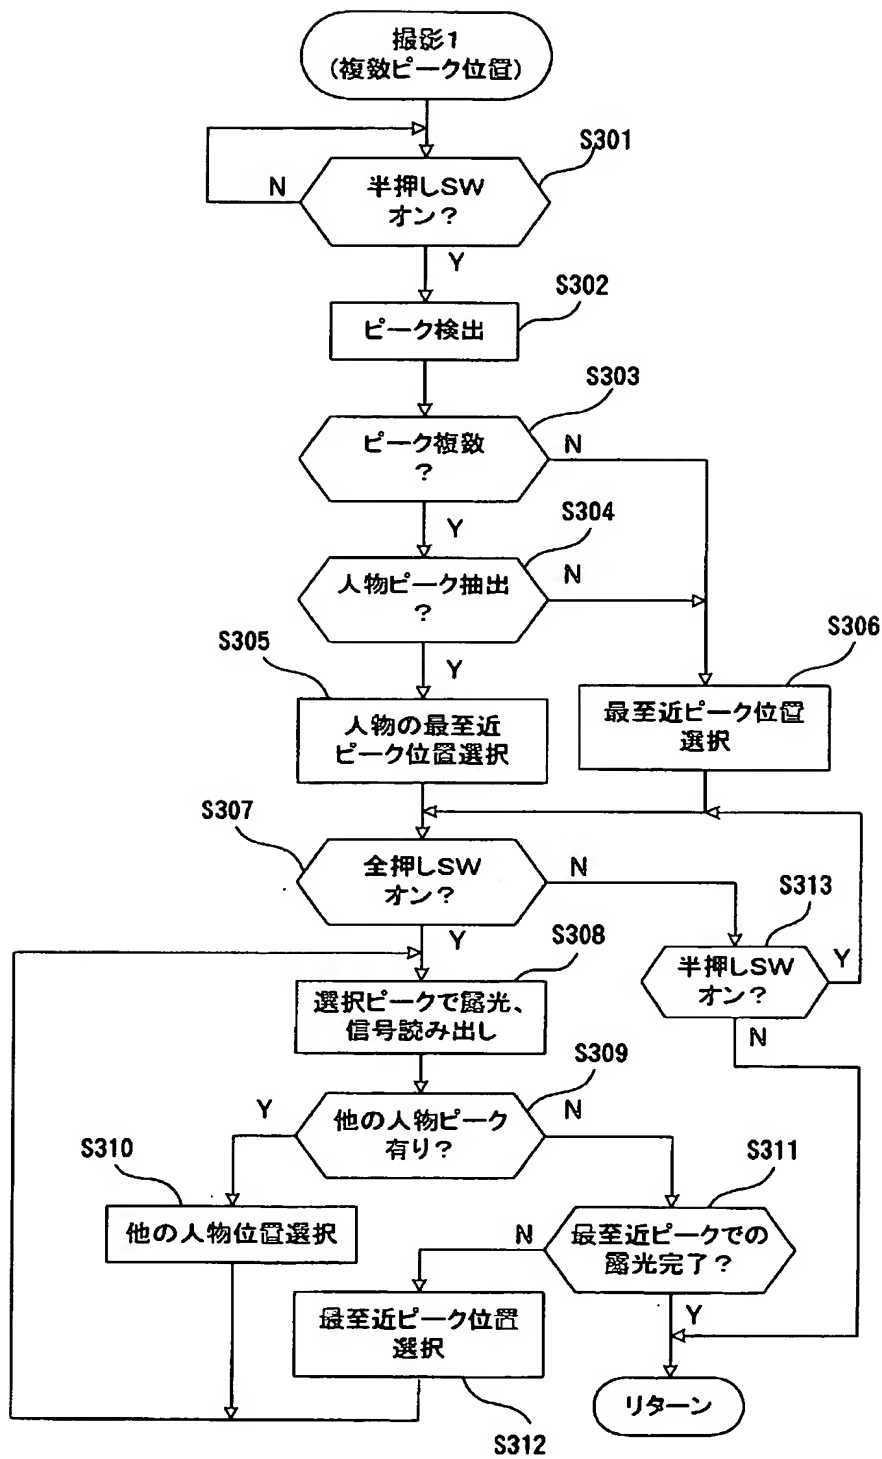 撮影1
(複数ピーク位置)
S301
N
半押しSW
オン?
Y
S302
ピーク検出
S303
ピーク複数
?
N
Y
S304
人物ピーク抽出
?
N
S305
Y
S306
人物の最至近
ピーク位置選択
最至近ピーク位置
選択
S307
全押しSW
オン?
N
S313
Y
半押しSW
オン?
Y
N
S308
選択ピークで露光、
信号読み出し
S309
Y
他の人物ピーク
有り?
N
S310
他の人物位置選択
S311
最至近ピークでの
露光完了?
N
Y
最至近ピーク位置
選択
S312
リターン